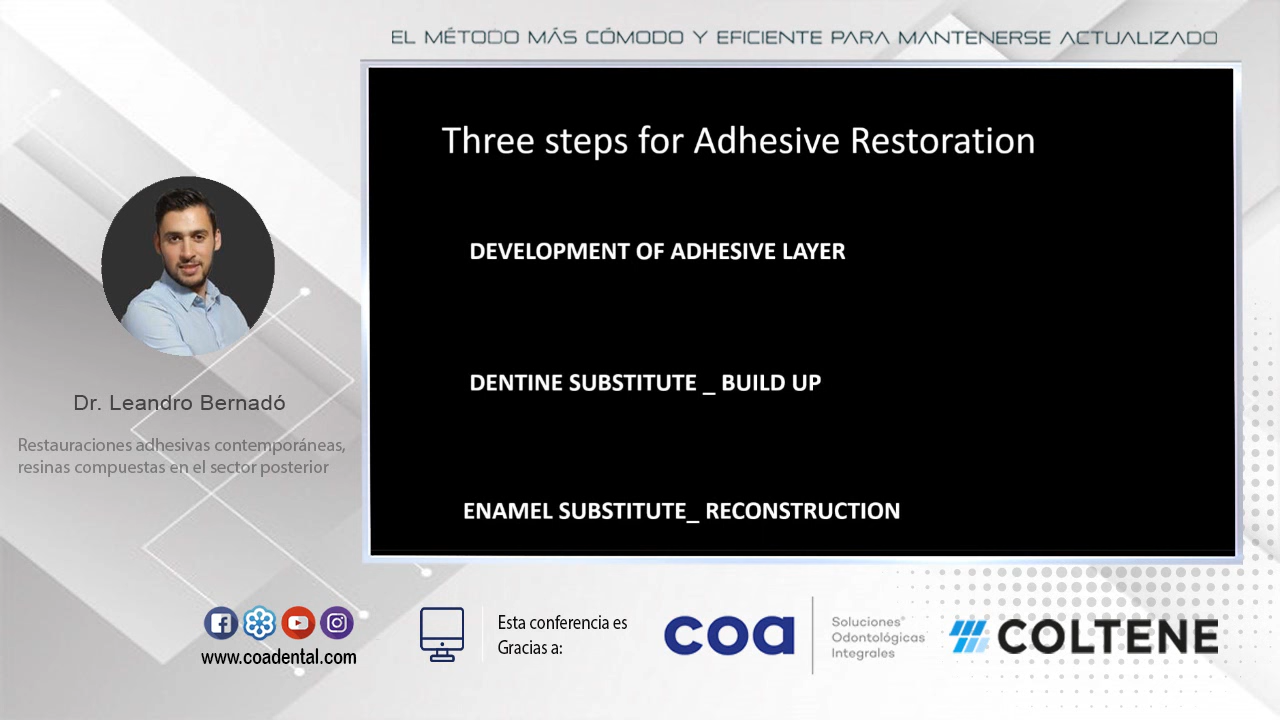 EL MÉTODO MÁS CÓMODO Y EFICIENTE PARA MANTENERSE ACTUALIZADO
Three steps for Adhesive Restoration
DEVELOPMENT OF ADHESIVE LAYER
DENTINE SUBSTITUTE _ BUILD UP
ENAMEL SUBSTITUTE_ RECONSTRUCTION
Dr. Leandro Bernadó
Restauraciones adhesivas contemporáneas,
resinas compuestas en el sector posterior
www.coadental.com
Esta conferencia es
Gracias a:
coa
Soluciones®
Odontológicas
Integrales
COLTENE